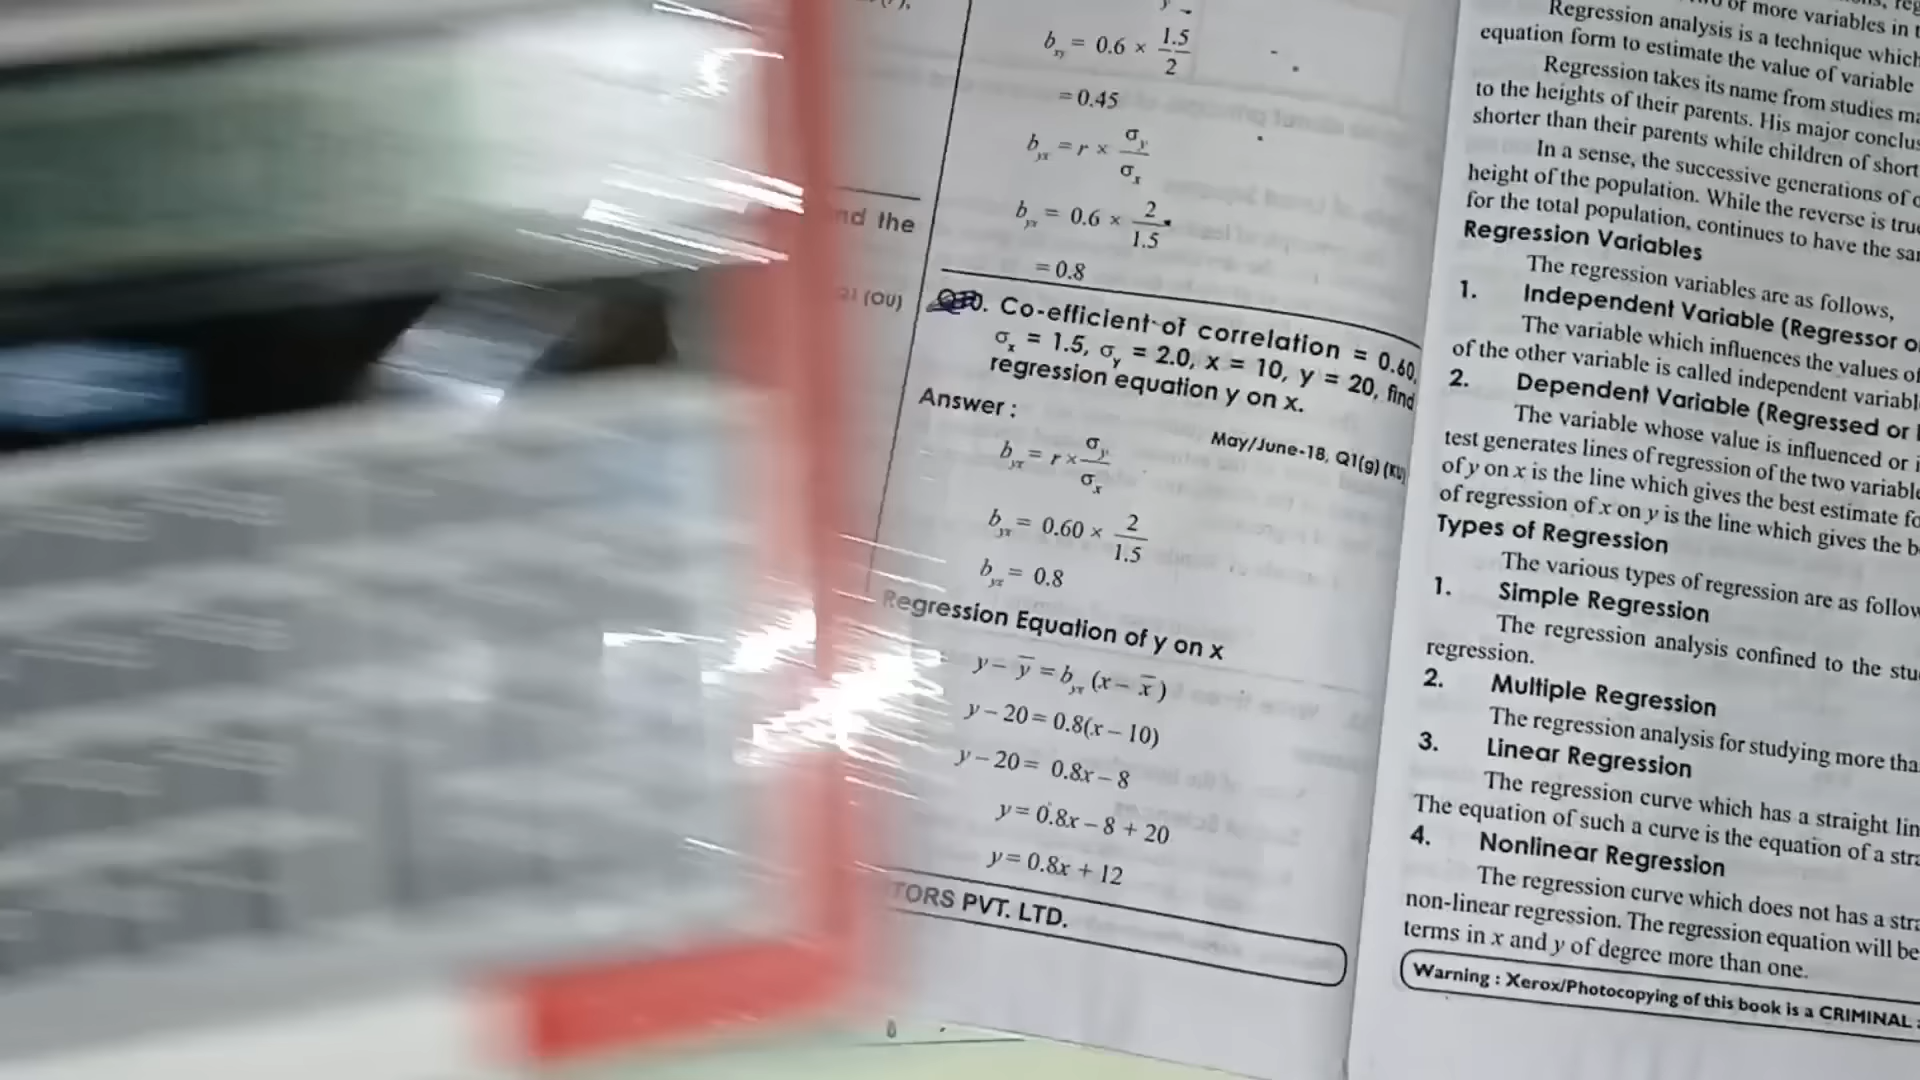 nd the
21 (OU)
b_xy = 0.6 × 1.5/2
= 0.45
b_yx = r × σ_y/σ_x
b_yx = 0.6 × 2/1.5
= 0.8
Q10. Co-efficient of correlation = 0.60,
σ_x = 1.5, σ_y = 2.0, x = 10, y = 20, find
regression equation y on x.
May/June-18, Q1(g) (KU)
Answer :
b_yx = r × σ_y/σ_x
b_yx = 0.60 × 2/1.5
b_yx = 0.8
Regression Equation of y on x
y – y̅ = b_yx (x – x̅)
y – 20 = 0.8(x – 10)
y – 20 = 0.8x – 8
y = 0.8x – 8 + 20
y = 0.8x + 12
TORS PVT. LTD.
or more variables in
Regression analysis is a technique which
equation form to estimate the value of variable
Regression takes its name from studies
to the heights of their parents. His major
shorter than their parents while children of short
In a sense, the successive generations of
height of the population. While the reverse is
for the total population, continues to have the
Regression Variables
The regression variables are as follows,
1. Independent Variable (Regressor
The variable which influences the values of
of the other variable is called independent
2. Dependent Variable (Regressed or
The variable whose value is influenced or
test generates lines of regression of the two
of y on x is the line which gives the best estimate
of regression of x on y is the line which gives the
Types of Regression
The various types of regression are as
1. Simple Regression
The regression analysis confined to the
regression.
2. Multiple Regression
The regression analysis for studying more
3. Linear Regression
The regression curve which has a straight
The equation of such a curve is the equation of a
4. Nonlinear Regression
The regression curve which does not has a
non-linear regression. The regression equation will be
terms in x and y of degree more than one.
Warning : Xerox/Photocopying of this book is a CRIMINAL